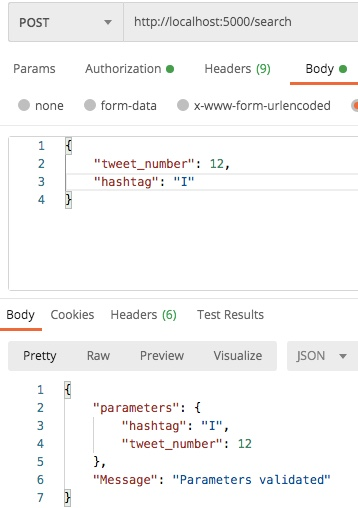 POST http://localhost:5000/search
Params Authorization Headers (9) Body
none form-data x-www-form-urlencoded
1 {
2 "tweet_number": 12,
3 "hashtag": "I"
4 }
Body Cookies Headers (6) Test Results
Pretty Raw Preview Visualize JSON
1 {
2 "parameters": {
3 "hashtag": "I",
4 "tweet_number": 12
5 },
6 "Message": "Parameters validated"
7 }